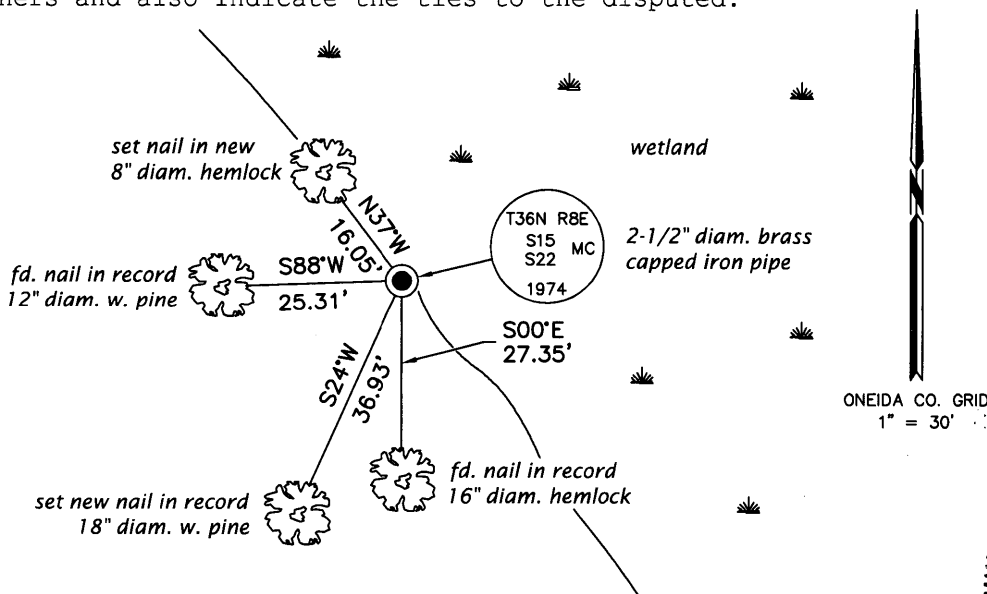 ners and also indicate the ties to the disputed.
set nail in new
8" diam. hemlock
wetland
N37°W
16.05'
T36N R8E
S15
S22
MC
1974
2-1/2" diam. brass
capped iron pipe
N
fd. nail in record
12" diam. w. pine
S88°W
25.31'
S00°E
27.35'
S24°W
36.93'
ONEIDA CO. GRID
1" = 30'
fd. nail in record
16" diam. hemlock
set new nail in record
18" diam. w. pine